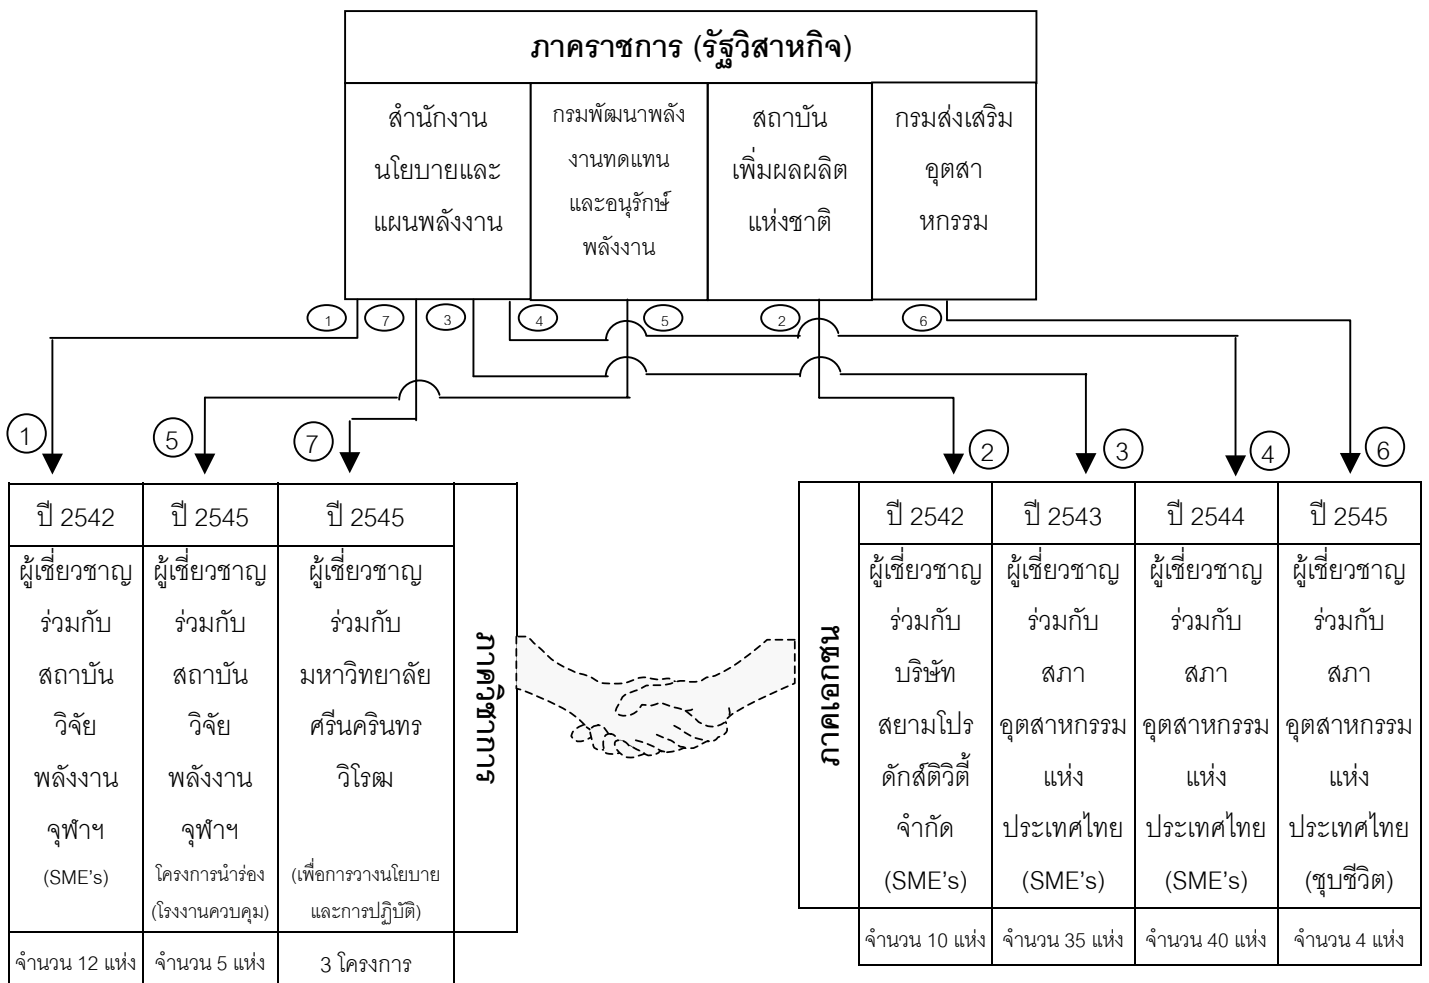 ภาคราชการ (รัฐวิสาหกิจ)
สำนักงาน
นโยบายและ
แผนพลังงาน
กรมพัฒนาพลัง
งานทดแทน
และอนุรักษ์
พลังงาน
สถาบัน
เพิ่มผลผลิต
แห่งชาติ
กรมส่งเสริม
อุตสา
หกรรม
1
7
3
4
5
2
6
1
5
7
2
3
4
6
ปี 2542
ผู้เชี่ยวชาญ
ร่วมกับ
สถาบัน
วิจัย
พลังงาน
จุฬาฯ
(SME's)
จำนวน 12 แห่ง
ปี 2545
ผู้เชี่ยวชาญ
ร่วมกับ
สถาบัน
วิจัย
พลังงาน
จุฬาฯ
โครงการนำร่อง
(โรงงานควบคุม)
จำนวน 5 แห่ง
ปี 2545
ผู้เชี่ยวชาญ
ร่วมกับ
มหาวิทยาลัย
ศรีนครินทร
วิโรฒ
(เพื่อการวางนโยบาย
และการปฏิบัติ)
3 โครงการ
ภาควิชาการ
ภาคเอกชน
ปี 2542
ผู้เชี่ยวชาญ
ร่วมกับ
บริษัท
สยามโปร
ดักส์ติวิตี้
จำกัด
(SME's)
จำนวน 10 แห่ง
ปี 2543
ผู้เชี่ยวชาญ
ร่วมกับ
สภา
อุตสาหกรรม
แห่ง
ประเทศไทย
(SME's)
จำนวน 35 แห่ง
ปี 2544
ผู้เชี่ยวชาญ
ร่วมกับ
สภา
อุตสาหกรรม
แห่ง
ประเทศไทย
(SME's)
จำนวน 40 แห่ง
ปี 2545
ผู้เชี่ยวชาญ
ร่วมกับ
สภา
อุตสาหกรรม
แห่ง
ประเทศไทย
(ชุบชีวิต)
จำนวน 4 แห่ง